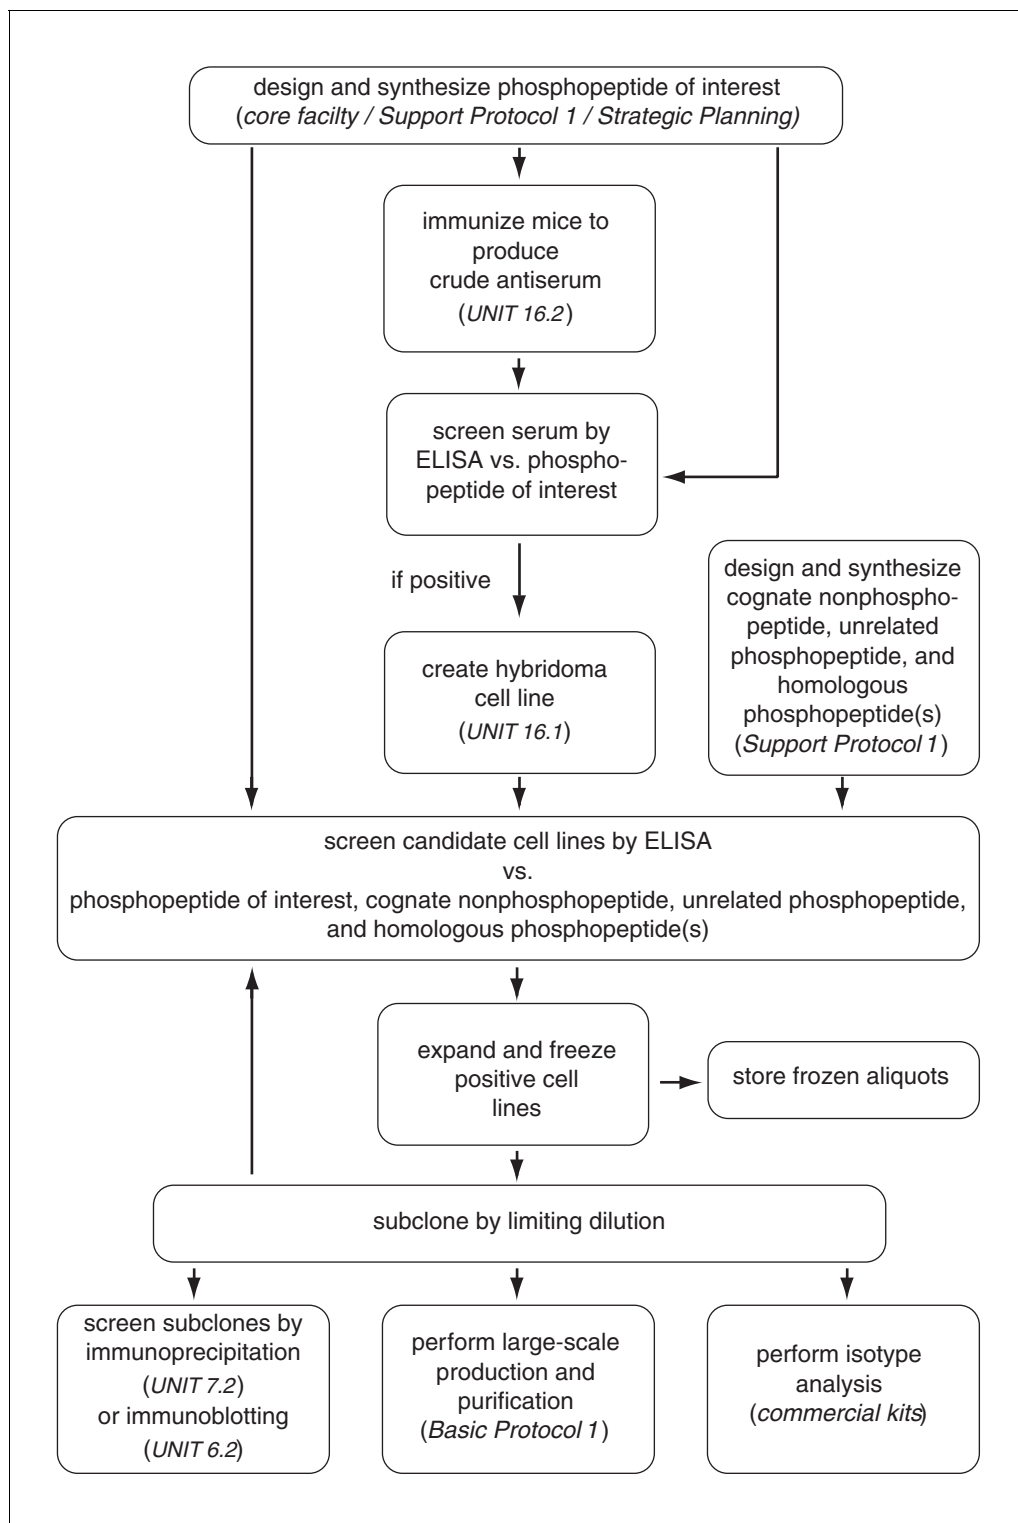 design and synthesize phosphopeptide of interest
(core facilty / Support Protocol 1 / Strategic Planning)
immunize mice to
produce
crude antiserum
(UNIT 16.2)
screen serum by
ELISA vs. phospho-
peptide of interest
if positive
create hybridoma
cell line
(UNIT 16.1)
design and synthesize
cognate nonphospho-
peptide, unrelated
phosphopeptide, and
homologous
phosphopeptide(s)
(Support Protocol 1)
screen candidate cell lines by ELISA
vs.
phosphopeptide of interest, cognate nonphosphopeptide, unrelated phosphopeptide,
and homologous phosphopeptide(s)
expand and freeze
positive cell
lines
store frozen aliquots
subclone by limiting dilution
screen subclones by
immunoprecipitation
(UNIT 7.2)
or immunoblotting
(UNIT 6.2)
perform large-scale
production and
purification
(Basic Protocol 1)
perform isotype
analysis
(commercial kits)